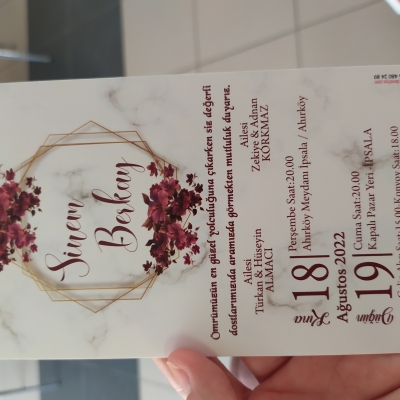 Sinem
Berkay
Ömrümüzün en güzel yolculuğuna çıkarken siz değerli
dostlarımızıda aramızda görmekten mutluluk duyarız.
Ailesi
Türkan & Hüseyin
ALMACI
Ailesi
Zekiye & Adnan
KORKMAZ
Kına
18
Perşembe Saat:20.00
Ahırköy Meydanı İpsala / Ahırköy
Ağustos 2022
Düğün
19
Cuma Saat:20.00
Kapalı Pazar Yeri İPSALA